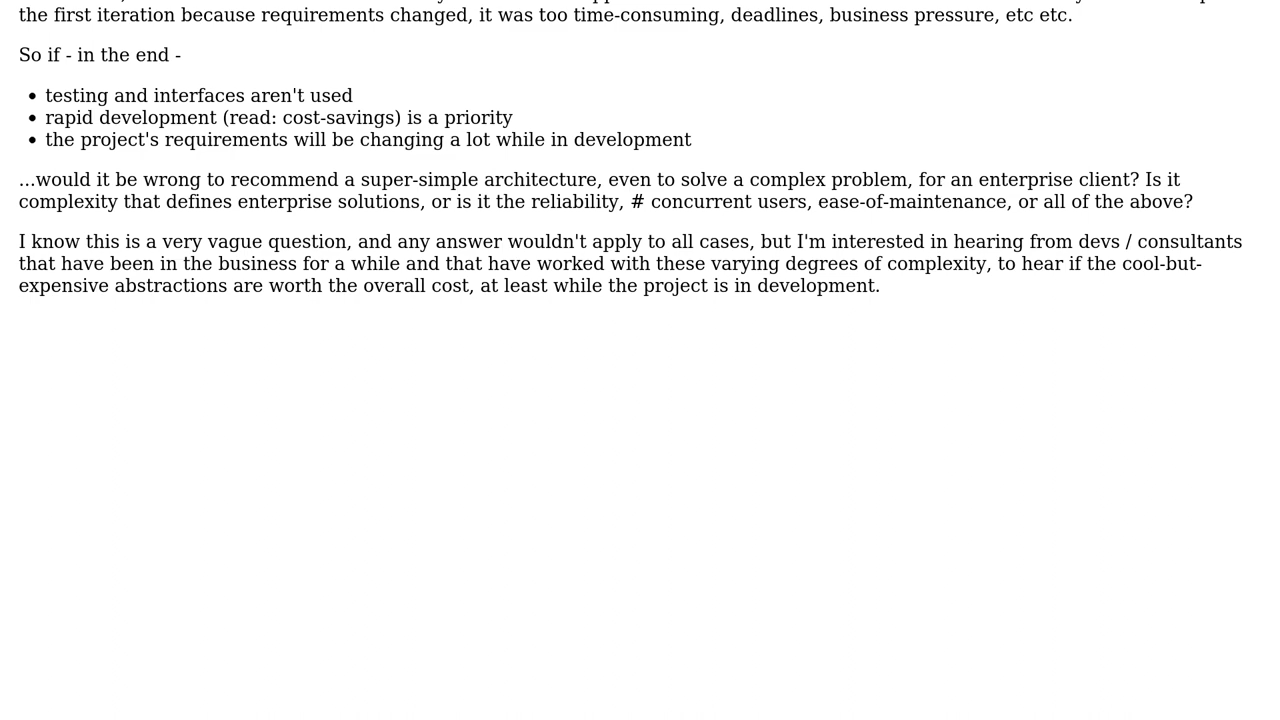 the first iteration because requirements changed, it was too time-consuming, deadlines, business pressure, etc etc.
So if - in the end -
• testing and interfaces aren't used
• rapid development (read: cost-savings) is a priority
• the project's requirements will be changing a lot while in development
...would it be wrong to recommend a super-simple architecture, even to solve a complex problem, for an enterprise client? Is it
complexity that defines enterprise solutions, or is it the reliability, # concurrent users, ease-of-maintenance, or all of the above?
I know this is a very vague question, and any answer wouldn't apply to all cases, but I'm interested in hearing from devs / consultants
that have been in the business for a while and that have worked with these varying degrees of complexity, to hear if the cool-but-
expensive abstractions are worth the overall cost, at least while the project is in development.